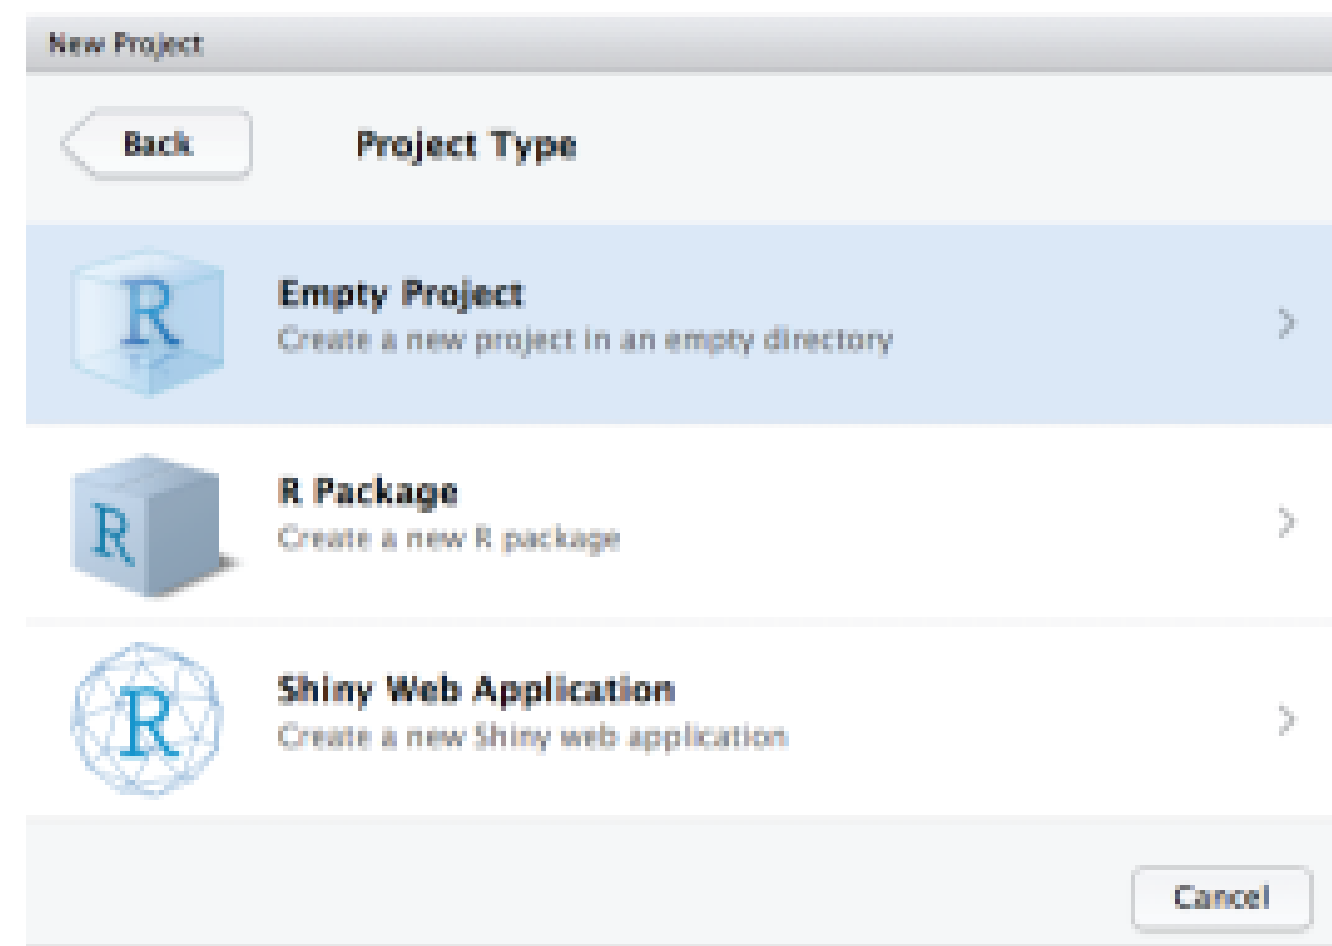 New Project
Back
Project Type
R
Empty Project
Create a new project in an empty directory
R
R Package
Create a new R package
R
Shiny Web Application
Create a new Shiny web application
Cancel